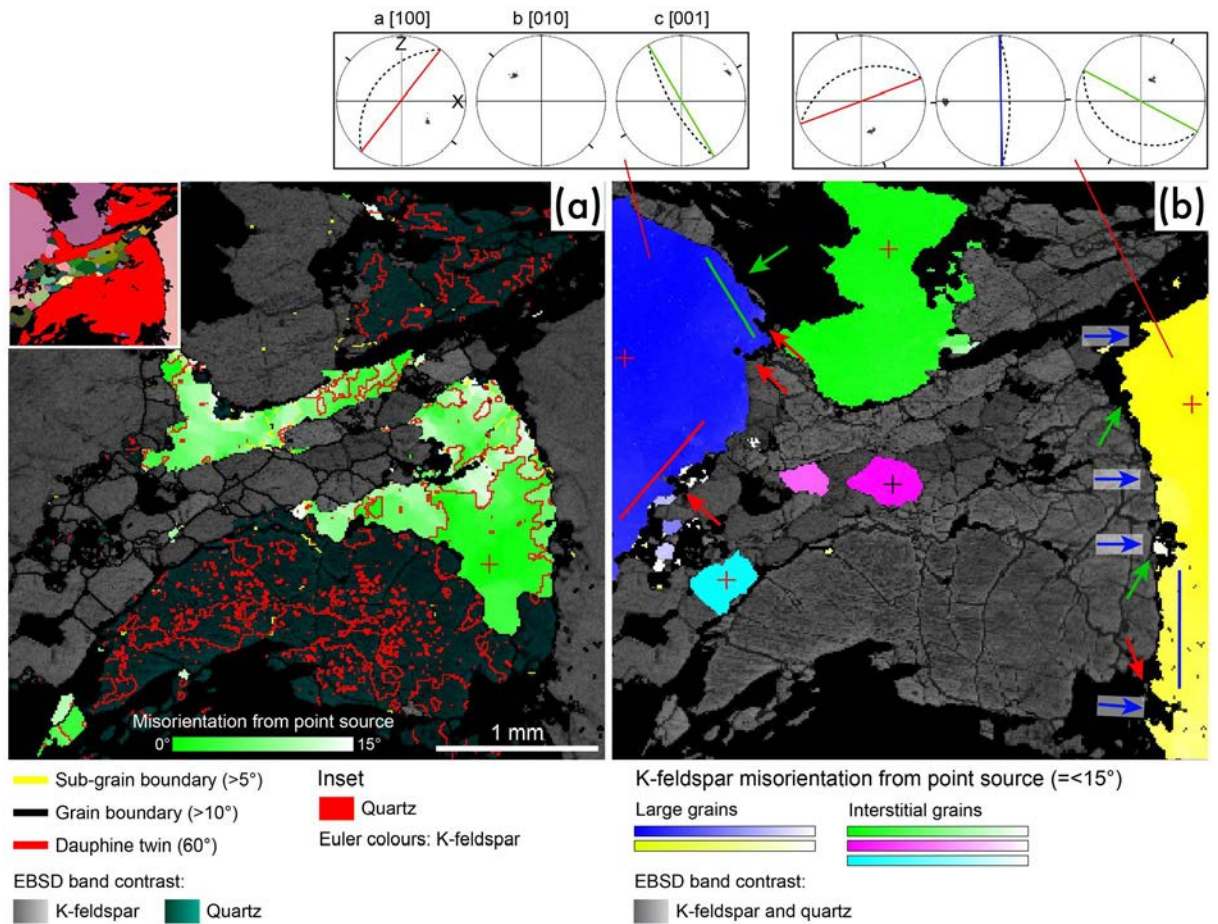 a [100] b [010] c [001]
Z
X
(a)
(b)
Misorientation from point source
0° 15°
1 mm
Sub-grain boundary (>5°)
Grain boundary (>10°)
Dauphine twin (60°)
EBSD band contrast:
K-feldspar Quartz
Inset
Quartz
Euler colours: K-feldspar
K-feldspar misorientation from point source (=<15°)
Large grains Interstitial grains
EBSD band contrast:
K-feldspar and quartz